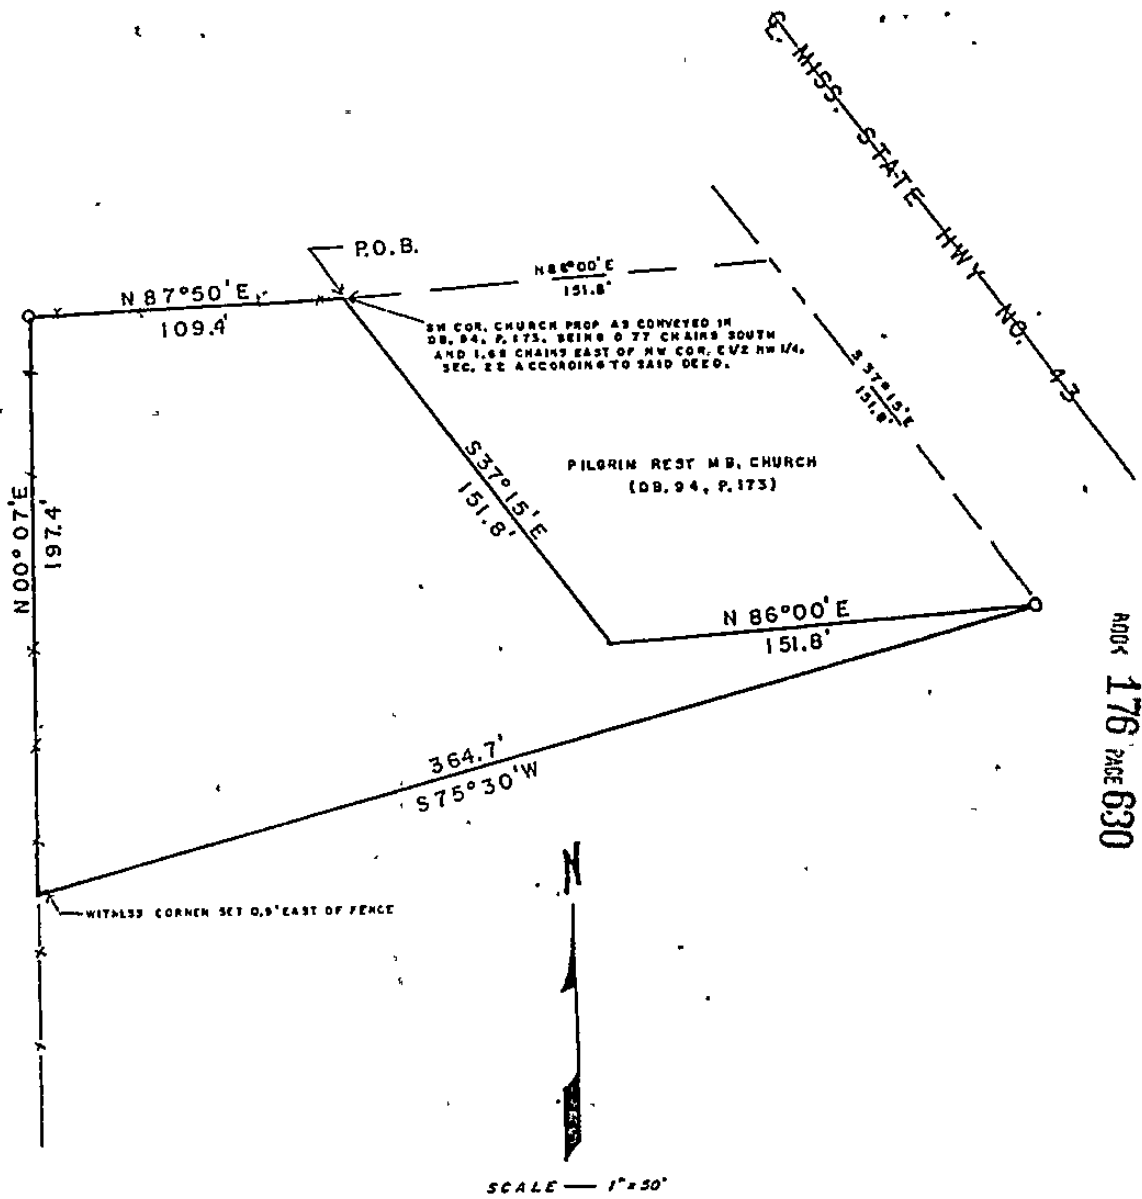 C. MISS. STATE HWY NO. 43
P.O.B.
N 87°50'E
109.4'
N 86°00'E
151.8'
SW COR. CHURCH PROP AS CONVEYED IN
DB. 94, P. 173, BEING 0.77 CHAINS SOUTH
AND 1.68 CHAINS EAST OF NW COR. E1/2 NW 1/4,
SEC. 22 ACCORDING TO SAID DEED.
S 37°15'E
151.8'
S 37°15'E
151.8'
PILGRIM REST M B. CHURCH
(DB. 94, P. 173)
N 00° 07'E
197.4'
N 86°00'E
151.8'
364.7'
S 75°30'W
WITNESS CORNER SET 0.9' EAST OF FENCE
BOOK 176 PAGE 630
N
SCALE — 1"=50'